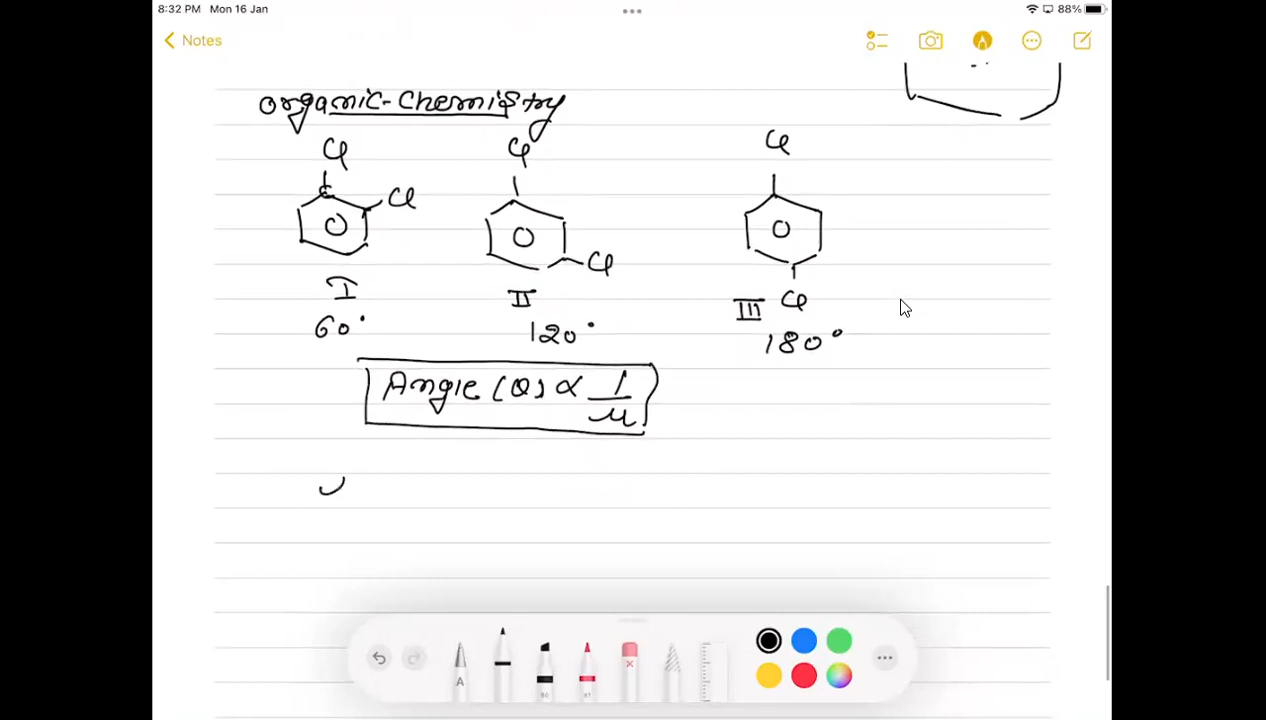 8:32 PM Mon 16 Jan
88%
Notes
organic-chemistry
Cl Cl Cl
C Cl
Cl
I II III Cl
60° 120° 180°
Angle (θ) ∝ 1/μ